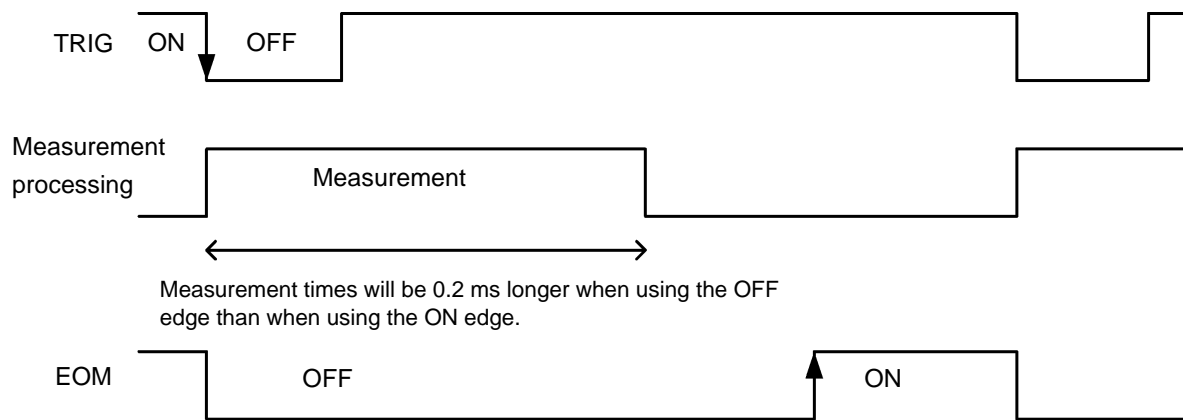 TRIG ON OFF
Measurement
processing
Measurement
Measurement times will be 0.2 ms longer when using the OFF
edge than when using the ON edge.
EOM OFF ON